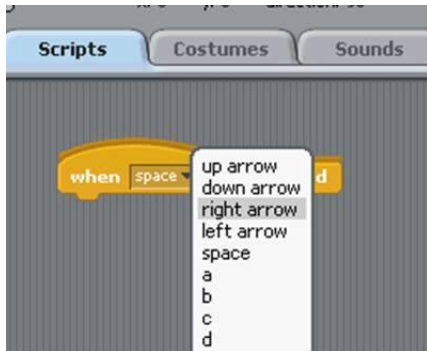 Scripts Costumes Sounds
when space d
up arrow
down arrow
right arrow
left arrow
space
a
b
c
d